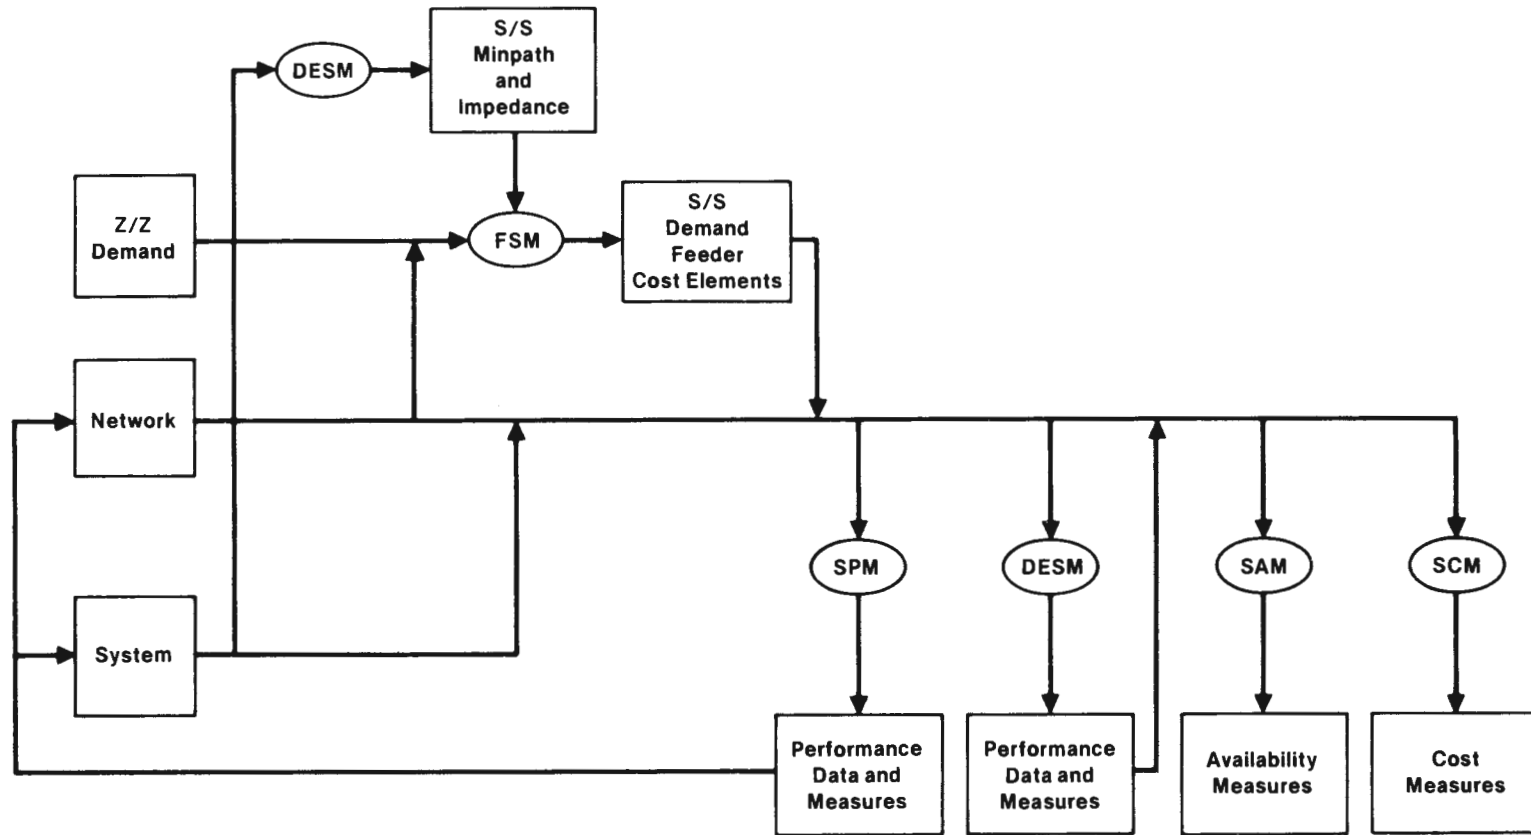 DESM
S/S
Minpath
and
Impedance
Z/Z
Demand
FSM
S/S
Demand
Feeder
Cost Elements
Network
System
SPM
DESM
SAM
SCM
Performance
Data and
Measures
Performance
Data and
Measures
Availability
Measures
Cost
Measures